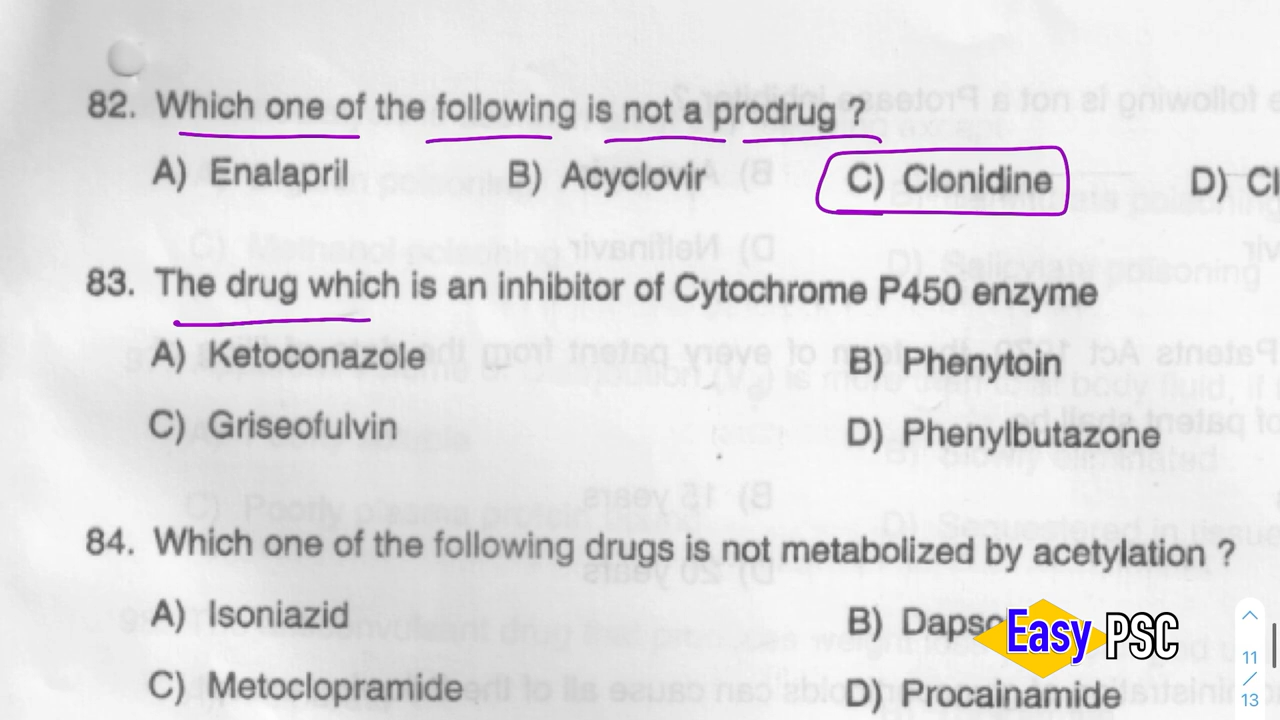 82. Which one of the following is not a prodrug ?
A) Enalapril B) Acyclovir C) Clonidine D) Cl
83. The drug which is an inhibitor of Cytochrome P450 enzyme
A) Ketoconazole B) Phenytoin
C) Griseofulvin D) Phenylbutazone
84. Which one of the following drugs is not metabolized by acetylation ?
A) Isoniazid B) Dapso
Easy PSC
C) Metoclopramide D) Procainamide
11
/
13